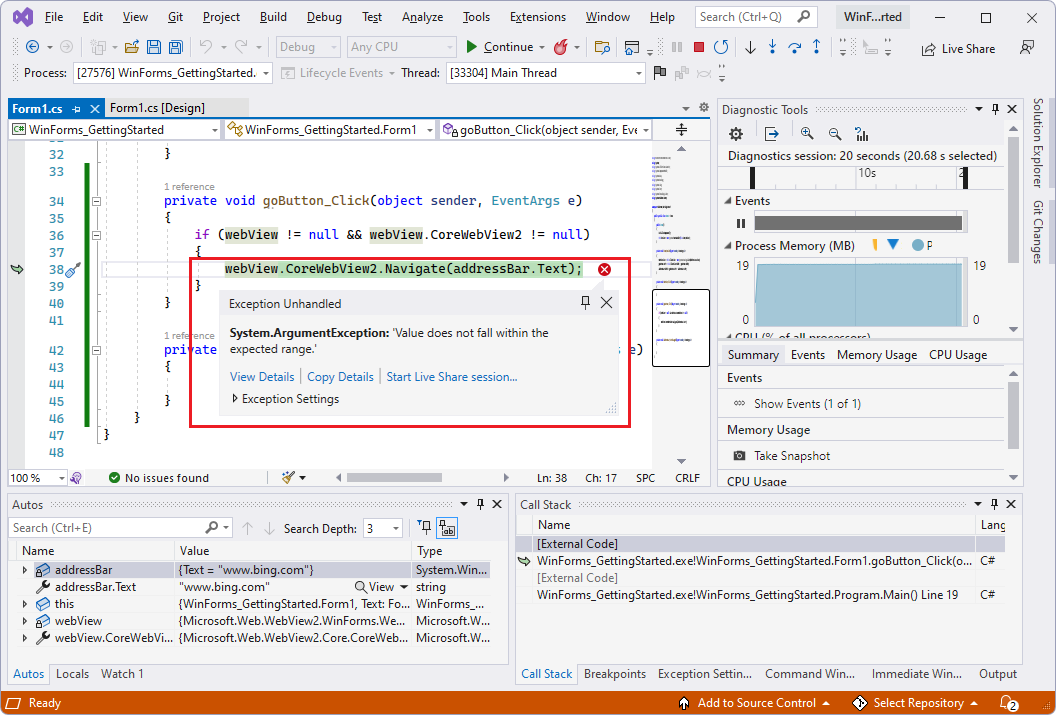 File Edit View Git Project Build Debug Test Analyze Tools Extensions Window Help Search (Ctrl+Q) WinF...rted
Debug Any CPU Continue Live Share
Process: [27576] WinForms_GettingStarted. Lifecycle Events Thread: [33304] Main Thread
Form1.cs Form1.cs [Design]
C# WinForms_GettingStarted WinForms_GettingStarted.Form1 goButton_Click(object sender, Eve
32 }
33
1 reference
34 private void goButton_Click(object sender, EventArgs e)
35 {
36 if (webView != null && webView.CoreWebView2 != null)
37 {
38 webView.CoreWebView2.Navigate(addressBar.Text);
39 }
40 }
41
1 reference
42 private s e)
43 {
44
45 }
46 }
47 }
48
Exception Unhandled
System.ArgumentException: 'Value does not fall within the
expected range.'
View Details Copy Details Start Live Share session...
Exception Settings
100 % No issues found Ln: 38 Ch: 17 SPC CRLF
Diagnostic Tools
Diagnostics session: 20 seconds (20.68 s selected)
10s 2
Events
Process Memory (MB) P
19 19
0 0
CPU (% of all processors)
Summary Events Memory Usage CPU Usage
Events
Show Events (1 of 1)
Memory Usage
Take Snapshot
CPU Usage
Solution Explorer
Git Changes
Autos
Search (Ctrl+E) Search Depth: 3
Name Value Type
addressBar {Text = "www.bing.com"} System.Win...
addressBar.Text "www.bing.com" View string
this {WinForms_GettingStarted.Form1, Text: Fo... WinForms_...
webView {Microsoft.Web.WebView2.WinForms.We... Microsoft.W...
webView.CoreWebVi... {Microsoft.Web.WebView2.Core.CoreWeb... Microsoft.W...
Autos Locals Watch 1
Call Stack
Name Lang
[External Code]
WinForms_GettingStarted.exe!WinForms_GettingStarted.Form1.goButton_Click(o... C#
[External Code]
WinForms_GettingStarted.exe!WinForms_GettingStarted.Program.Main() Line 19 C#
Call Stack Breakpoints Exception Settin... Command Win... Immediate Win... Output
Ready Add to Source Control Select Repository 2